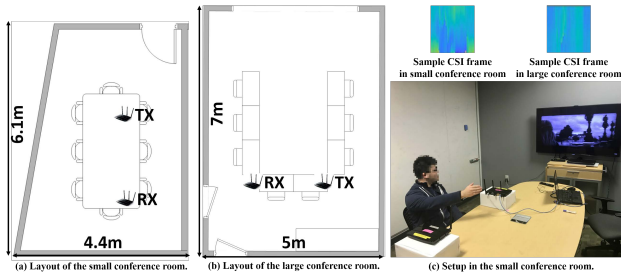 6.1m
TX
RX
4.4m
(a) Layout of the small conference room.
7m
RX
TX
5m
(b) Layout of the large conference room.
Sample CSI frame
in small conference room
Sample CSI frame
in large conference room
(c) Setup in the small conference room.